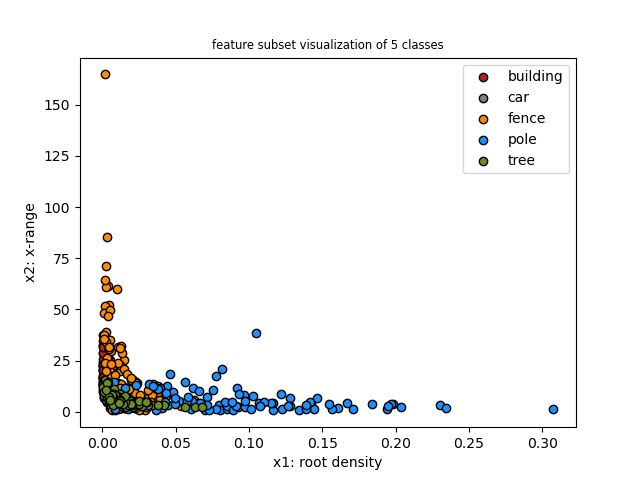 feature subset visualization of 5 classes
building
car
fence
pole
tree
x2: x-range
150
125
100
75
50
25
0
0.00 0.05 0.10 0.15 0.20 0.25 0.30
x1: root density